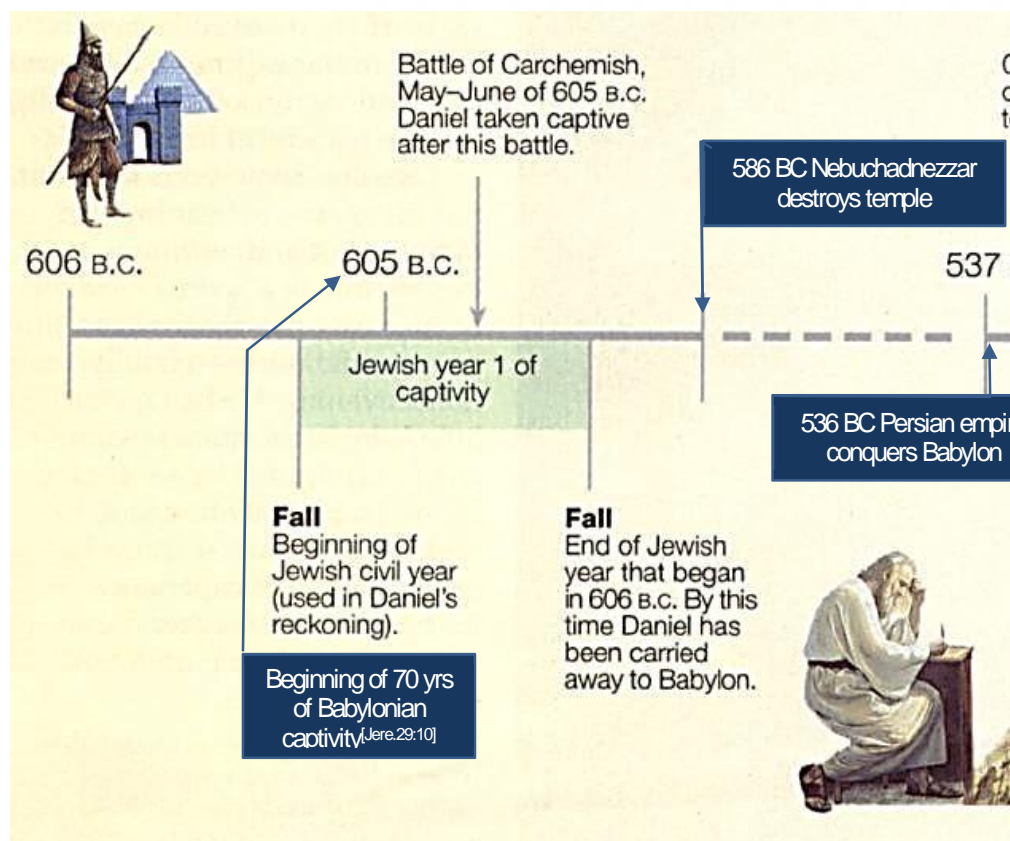 Battle of Carchemish,
May–June of 605 B.C.
Daniel taken captive
after this battle.
586 BC Nebuchadnezzar
destroys temple
606 B.C.
605 B.C.
537
Jewish year 1 of
captivity
536 BC Persian
conquers Babylon
Fall
Beginning of
Jewish civil year
(used in Daniel's
reckoning).
Fall
End of Jewish
year that began
in 606 B.C. By this
time Daniel has
been carried
away to Babylon.
Beginning of 70 yrs
of Babylonian
captivity[Jere.29:10]